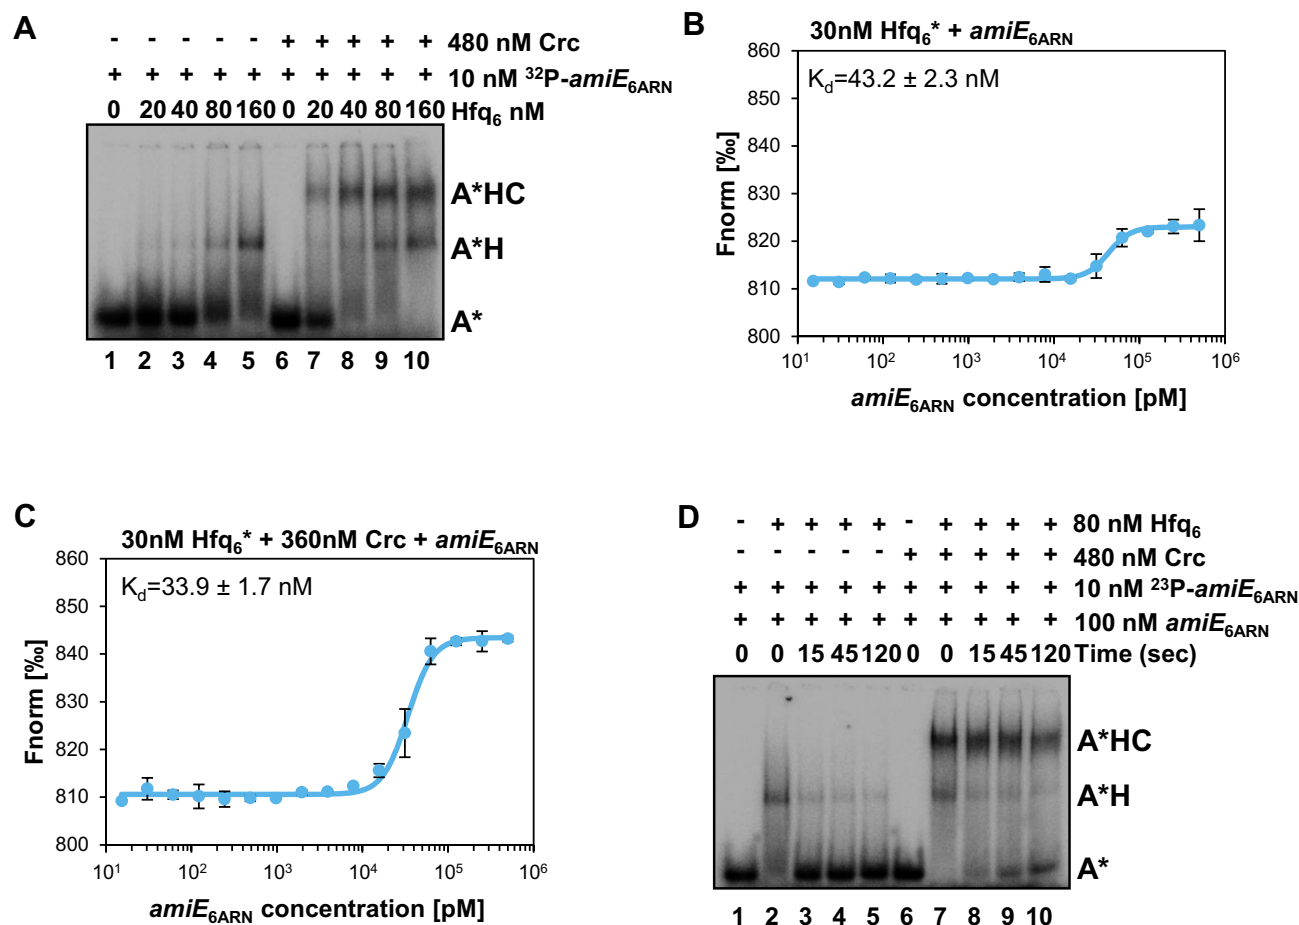 A
- - - - - + + + + + 480 nM Crc
+ + + + + + + + + + 10 nM ³²P-amiE₆ARN
0 20 40 80 160 0 20 40 80 160 Hfq₆ nM
A*HC
A*H
A*
1 2 3 4 5 6 7 8 9 10
B
30nM Hfq₆* + amiE₆ARN
K_d=43.2 ± 2.3 nM
Fnorm [‰]
860
850
840
830
820
810
800
10¹ 10² 10³ 10⁴ 10⁵ 10⁶
amiE₆ARN concentration [pM]
C
30nM Hfq₆* + 360nM Crc + amiE₆ARN
K_d=33.9 ± 1.7 nM
Fnorm [‰]
860
850
840
830
820
810
800
10¹ 10² 10³ 10⁴ 10⁵ 10⁶
amiE₆ARN concentration [pM]
D
- + + + + - + + + + 80 nM Hfq₆
- - - - - + + + + + 480 nM Crc
+ + + + + + + + + + 10 nM ²³P-amiE₆ARN
+ + + + + + + + + + 100 nM amiE₆ARN
0 0 15 45 120 0 0 15 45 120 Time (sec)
A*HC
A*H
A*
1 2 3 4 5 6 7 8 9 10